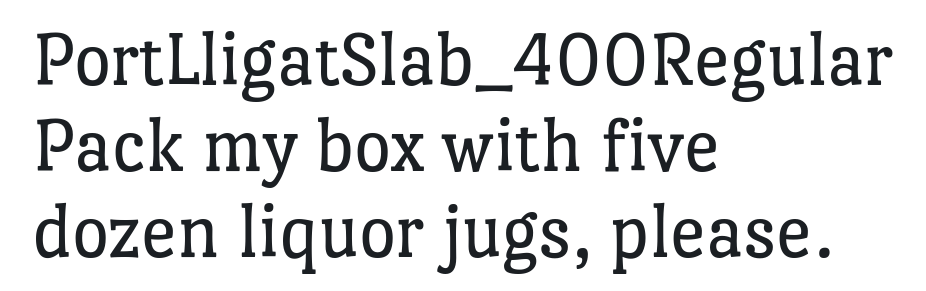 PortLligatSlab_400Regular
Pack my box with five
dozen liquor jugs, please.